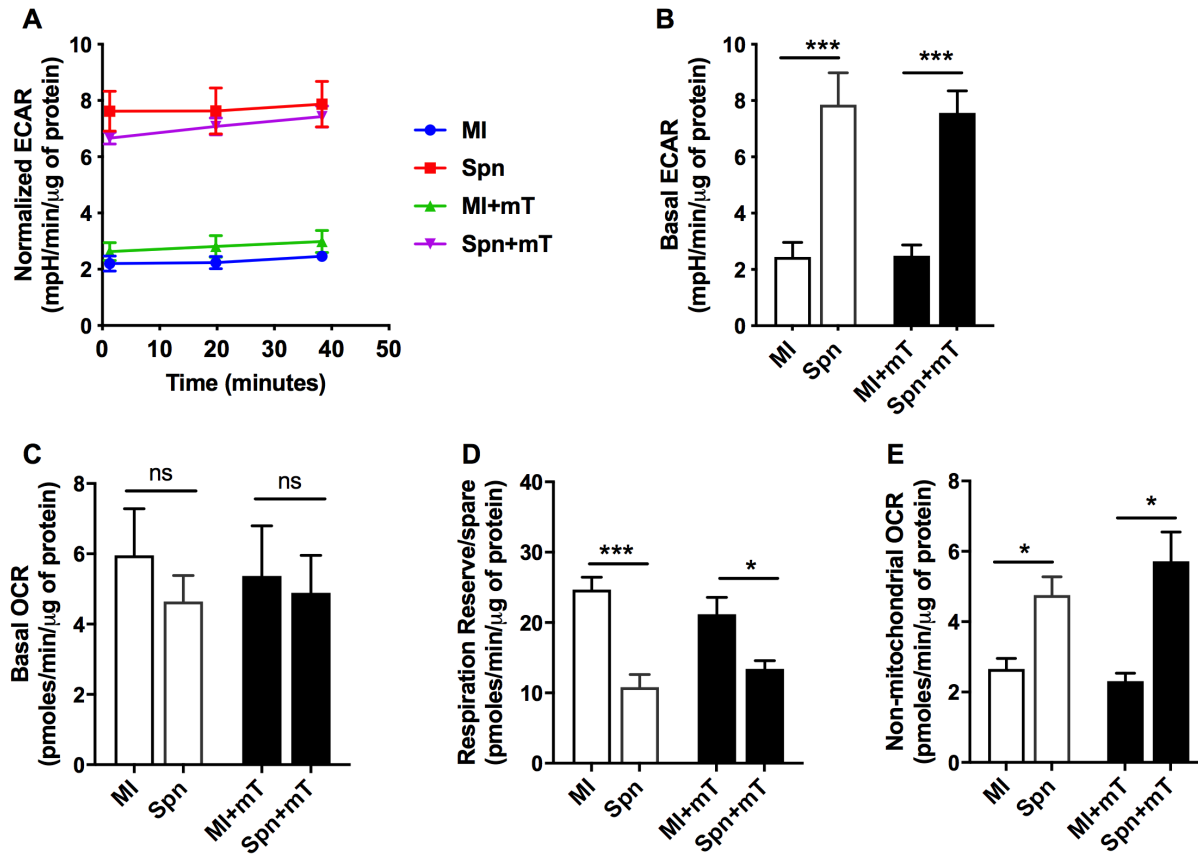 A
Normalized ECAR
(mpH/min/μg of protein)
10
8
6
4
2
0
0 10 20 30 40 50
Time (minutes)
MI
Spn
MI+mT
Spn+mT
B
Basal ECAR
(mpH/min/μg of protein)
10
8
6
4
2
0
*** ***
MI Spn MI+mT Spn+mT
C
Basal OCR
(pmoles/min/μg of protein)
8
6
4
2
0
ns ns
MI Spn MI+mT Spn+mT
D
Respiration Reserve/spare
(pmoles/min/μg of protein)
40
30
20
10
0
*** *
MI Spn MI+mT Spn+mT
E
Non-mitochondrial OCR
(pmoles/min/μg of protein)
8
6
4
2
0
* *
MI Spn MI+mT Spn+mT